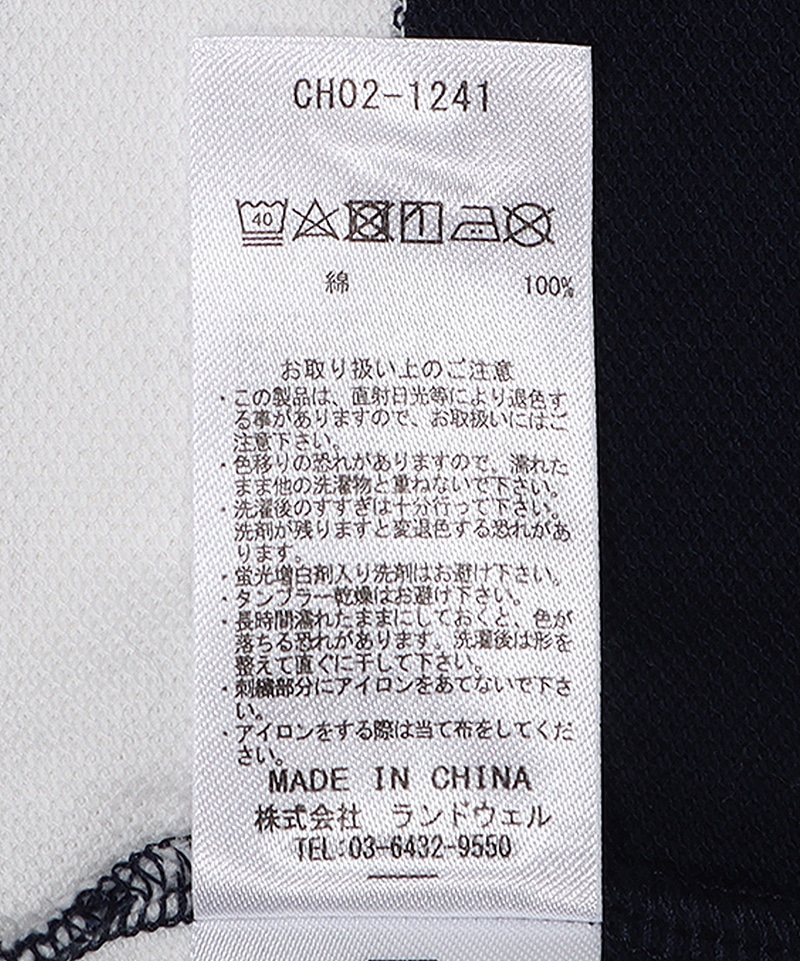 CH02-1241
40
綿 100%
お取り扱い上のご注意
・この製品は、直射日光等により退色す
る事がありますので、お取扱いにはご
注意下さい。
・色移りの恐れがありますので、濡れた
まま他の洗濯物と重ねないで下さい。
・洗濯後のすすぎは十分行って下さい。
洗剤が残りますと変退色する恐れがあ
ります。
・蛍光増白剤入り洗剤はお避け下さい。
・タンブラー乾燥はお避け下さい。
・長時間濡れたままにしておくと、色が
落ちる恐れがあります。洗濯後は形を
整えて直ぐに干して下さい。
・刺繍部分にアイロンをあてないで下さ
い。
・アイロンをする際は当て布をしてくだ
さい。
MADE IN CHINA
株式会社 ランドウェル
TEL:03-6432-9550